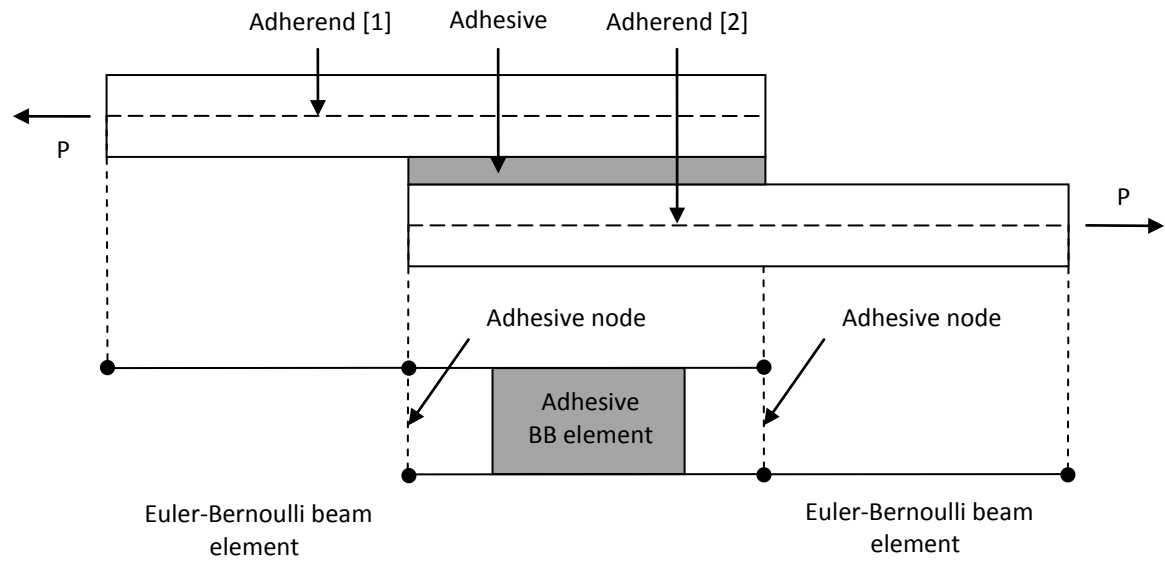 Adherend [1]
Adhesive
Adherend [2]
P
P
Adhesive node
Adhesive node
Adhesive
BB element
Euler-Bernoulli beam
element
Euler-Bernoulli beam
element